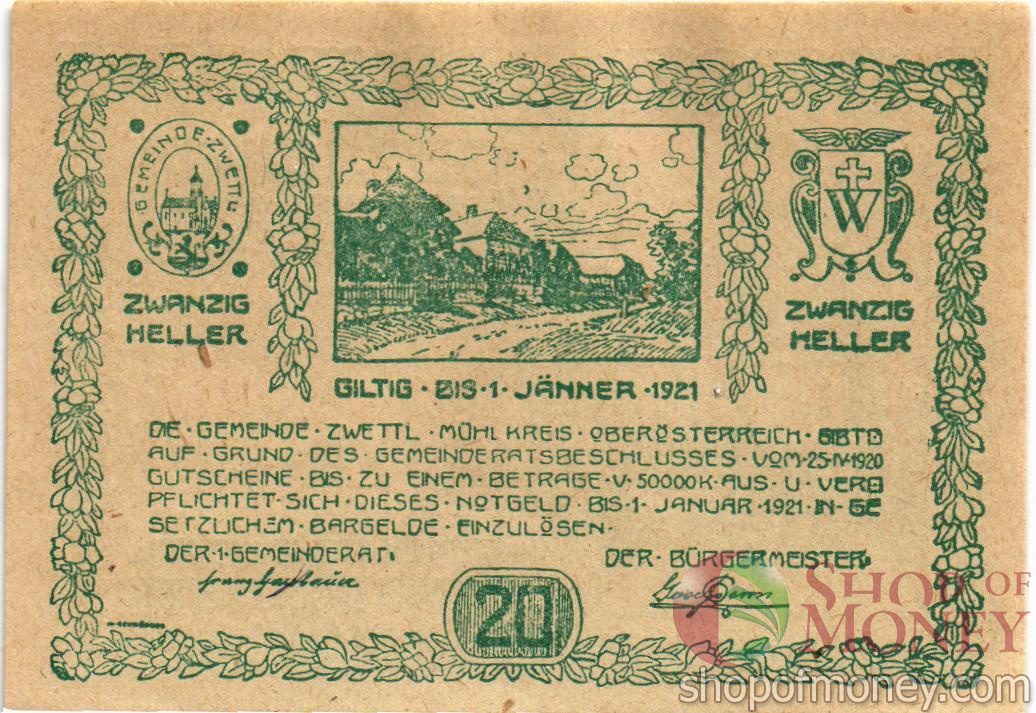 GEMEINDE·ZWETTL
W
ZWANZIG
HELLER
ZWANZIG
HELLER
GILTIG·BIS·1·JÄNNER·1921
DIE·GEMEINDE·ZWETTL·MÜHLKREIS·OBERÖSTERREICH·GIBT
AUF·GRUND·DES·GEMEINDERATSBESCHLUSSES·VOM·25·IV·1920
GUTSCHEINE·BIS·ZU·EINEM·BETRAGE·V·50000K·AUS·U·VER
PFLICHTET·SICH·DIESES·NOTGELD·BIS·1·JANUAR·1921·IN·GE
SETZLICHEM·BARGELDE·EINZULÖSEN·
DER·1·GEMEINDERAT:
DER·BÜRGERMEISTER:
20
SHOP OF
MONEY
shopofmoney.com